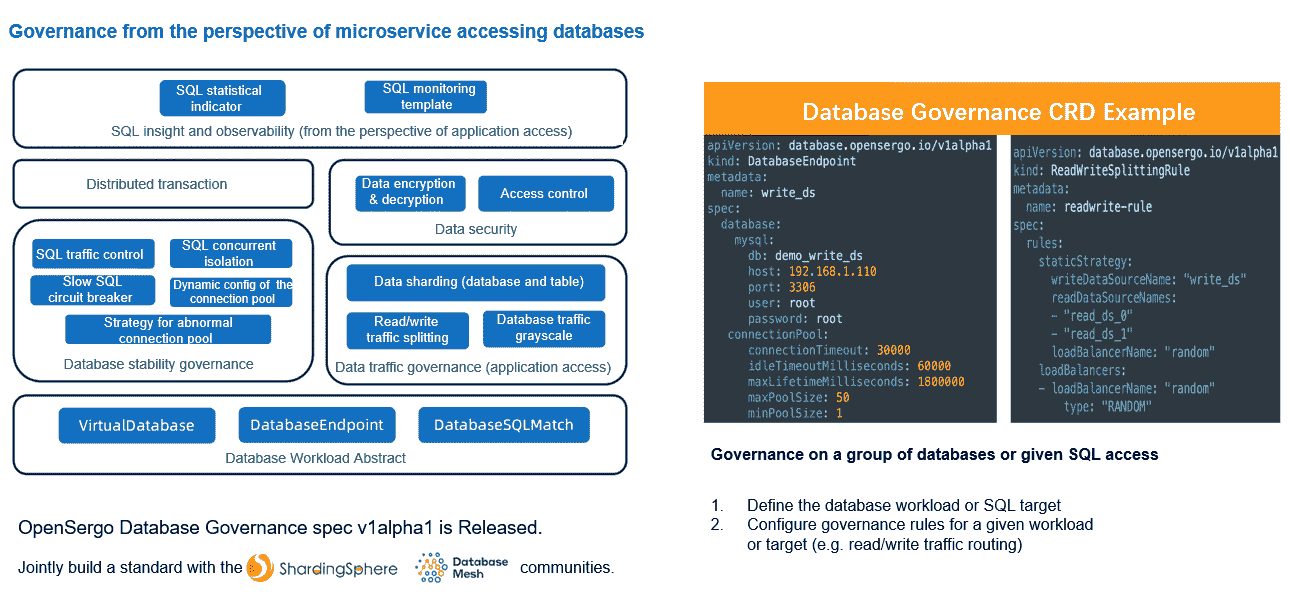 Governance from the perspective of microservice accessing databases
SQL statistical
indicator
SQL monitoring
template
SQL insight and observability (from the perspective of application access)
Distributed transaction
Data encryption
& decryption
Access control
Data security
SQL traffic control
SQL concurrent
isolation
Slow SQL
circuit breaker
Dynamic config of the
connection pool
Strategy for abnormal
connection pool
Database stability governance
Data sharding (database and table)
Read/write
traffic splitting
Database traffic
grayscale
Data traffic governance (application access)
VirtualDatabase
DatabaseEndpoint
DatabaseSQLMatch
Database Workload Abstract
OpenSergo Database Governance spec v1alpha1 is Released.
Jointly build a standard with the ShardingSphere Database Mesh communities.
Database Governance CRD Example
apiVersion: database.opensergo.io/v1alpha1
kind: DatabaseEndpoint
metadata:
  name: write_ds
spec:
  database:
    mysql:
      db: demo_write_ds
      host: 192.168.1.110
      port: 3306
      user: root
      password: root
   connectionPool:
      connectionTimeout: 30000
      idleTimeoutMilliseconds: 60000
      maxLifetimeMilliseconds: 1800000
      maxPoolSize: 50
      minPoolSize: 1
apiVersion: database.opensergo.io/v1alpha1
kind: ReadWriteSplittingRule
metadata:
  name: readwrite-rule
spec:
  rules:
    staticStrategy:
      writeDataSourceName: "write_ds"
      readDataSourceNames:
      - "read_ds_0"
      - "read_ds_1"
      loadBalancerName: "random"
    loadBalancers:
    - loadBalancerName: "random"
        type: "RANDOM"
Governance on a group of databases or given SQL access
1. Define the database workload or SQL target
2. Configure governance rules for a given workload
or target (e.g. read/write traffic routing)